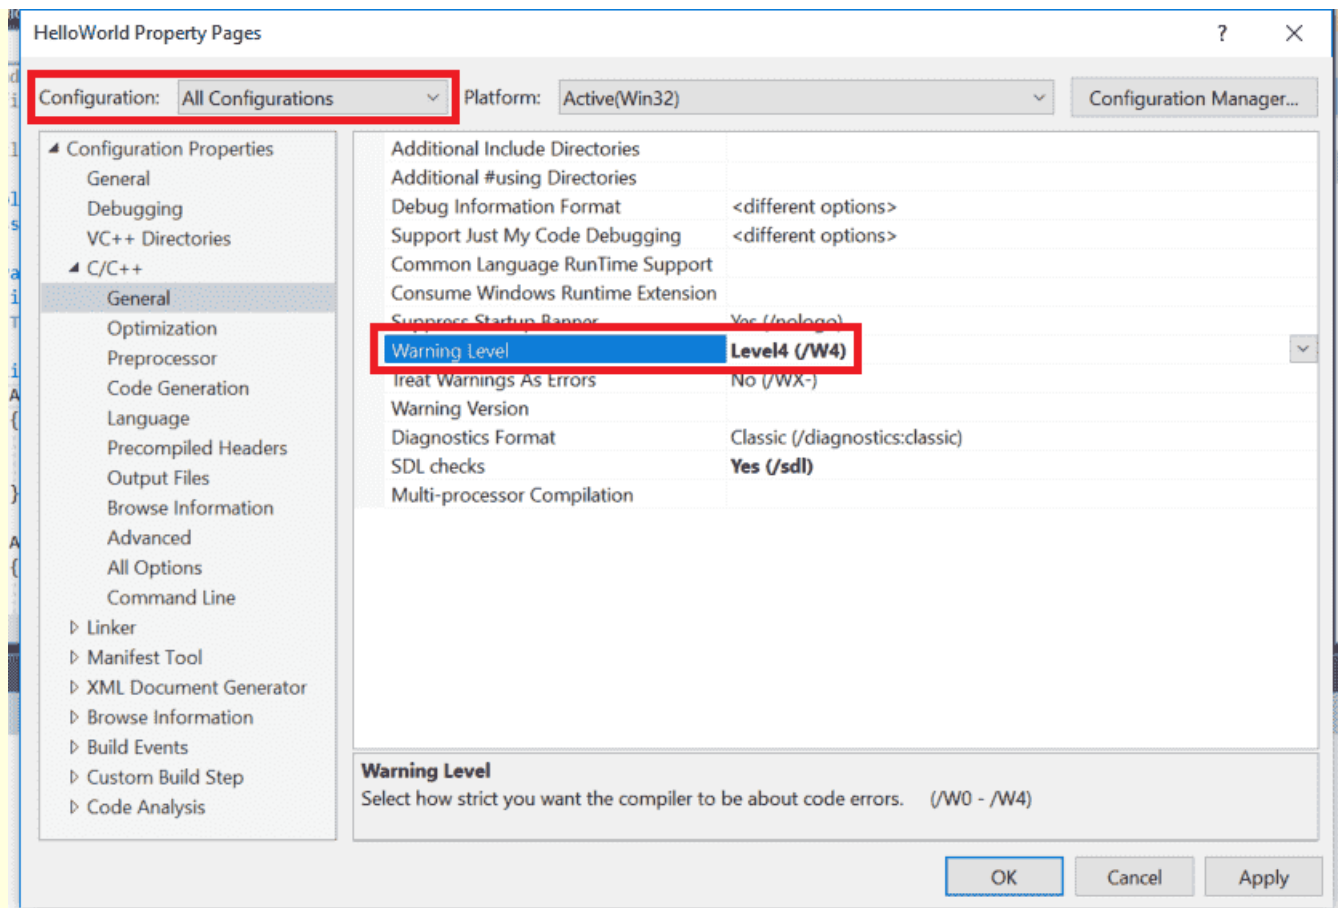 HelloWorld Property Pages
Configuration: All Configurations Platform: Active(Win32) Configuration Manager...
Configuration Properties
General
Debugging
VC++ Directories
C/C++
General
Optimization
Preprocessor
Code Generation
Language
Precompiled Headers
Output Files
Browse Information
Advanced
All Options
Command Line
Linker
Manifest Tool
XML Document Generator
Browse Information
Build Events
Custom Build Step
Code Analysis
Additional Include Directories
Additional #using Directories
Debug Information Format <different options>
Support Just My Code Debugging <different options>
Common Language RunTime Support
Consume Windows Runtime Extension
Suppress Startup Banner Yes (/nologo)
Warning Level Level4 (/W4)
Treat Warnings As Errors No (/WX-)
Warning Version
Diagnostics Format Classic (/diagnostics:classic)
SDL checks Yes (/sdl)
Multi-processor Compilation
Warning Level
Select how strict you want the compiler to be about code errors. (/W0 - /W4)
OK Cancel Apply